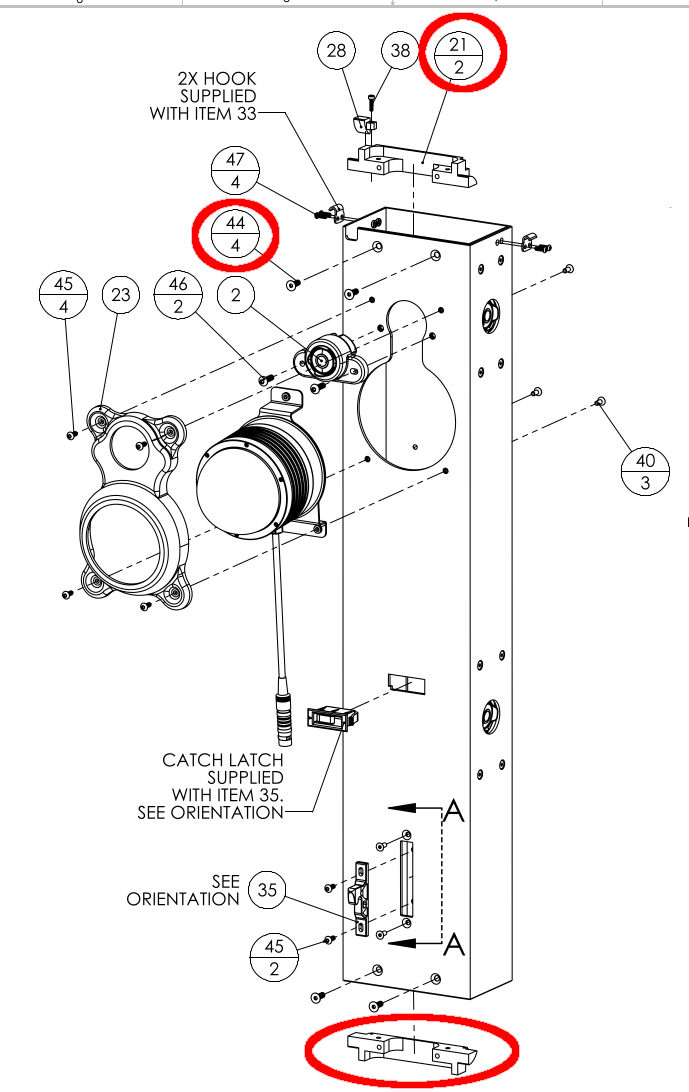 28
38
21
2
2X HOOK
SUPPLIED
WITH ITEM 33
47
4
44
4
45
4
23
46
2
2
40
3
CATCH LATCH
SUPPLIED
WITH ITEM 35.
SEE ORIENTATION
A
SEE
ORIENTATION
35
A
45
2